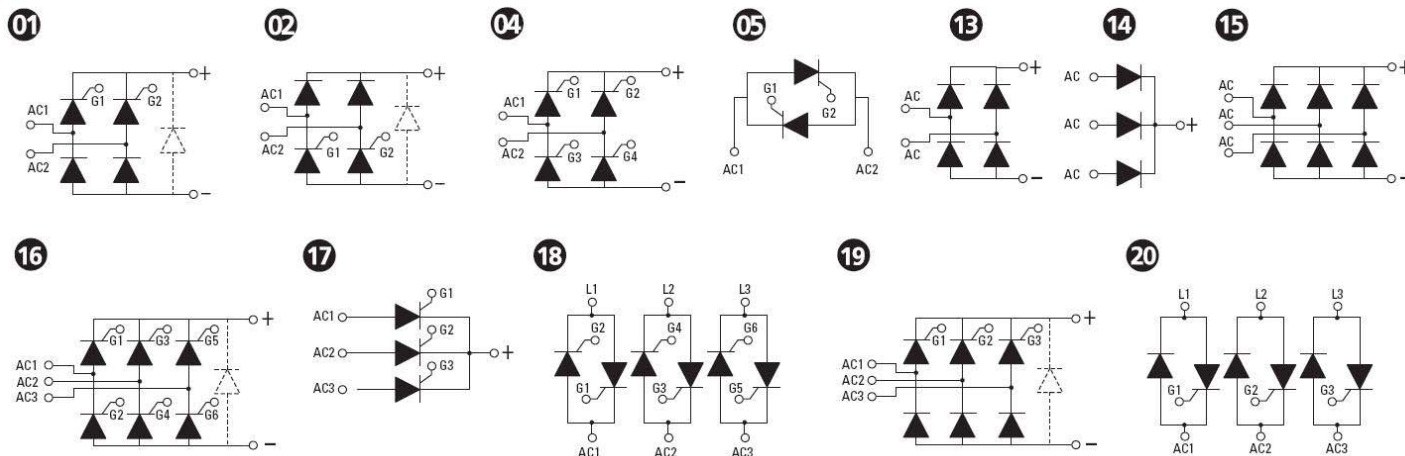 01 02 04 05 13 14 15
G1 G2 + AC1 AC2 −
+ AC1 AC2 G1 G2 −
G1 G2 + AC1 AC2 G3 G4 −
G1 G2 AC1 AC2
+ AC AC −
AC AC AC +
+ AC AC AC −
16 17 18 19 20
+ G1 G3 G5 AC1 AC2 AC3 G2 G4 G6 −
G1 AC1 G2 AC2 + G3 AC3
L1 L2 L3
G2 G4 G6
G1 G3 G5
AC1 AC2 AC3
+ G1 G2 G3 AC1 AC2 AC3 −
L1 L2 L3
G1 G2 G3
AC1 AC2 AC3